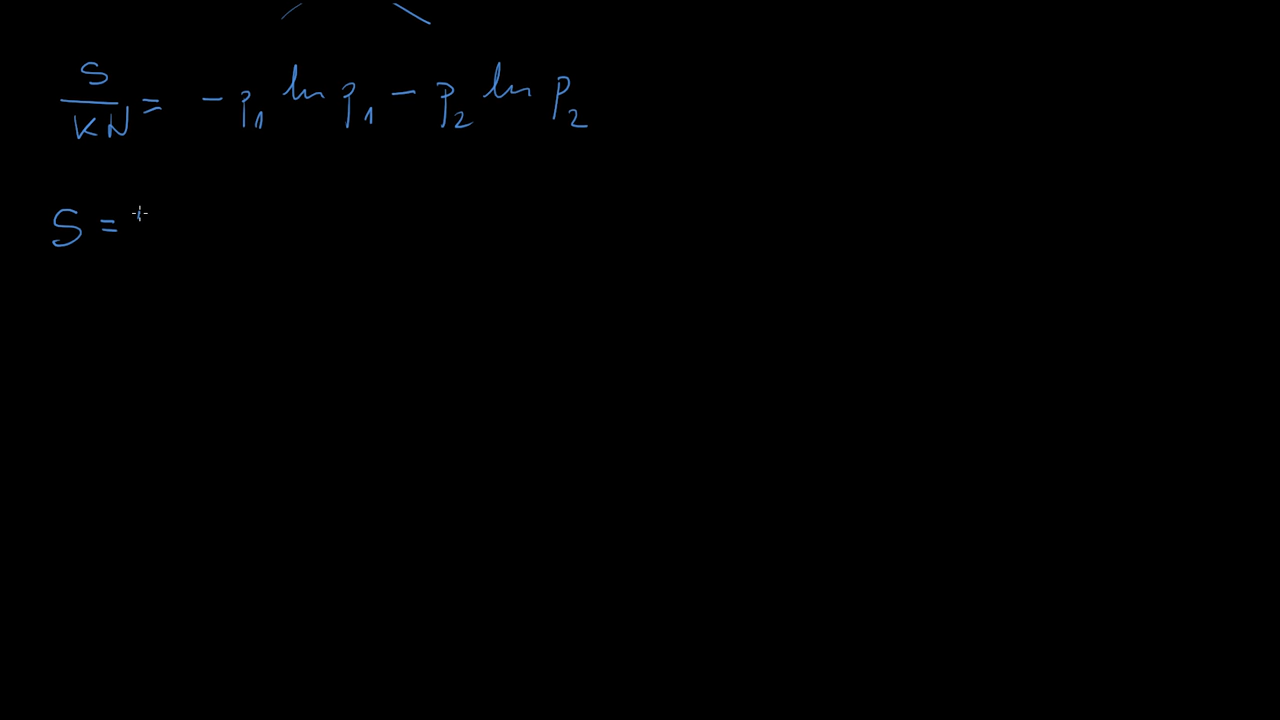 S/KN = -p₁ ln p₁ - p₂ ln p₂
S =